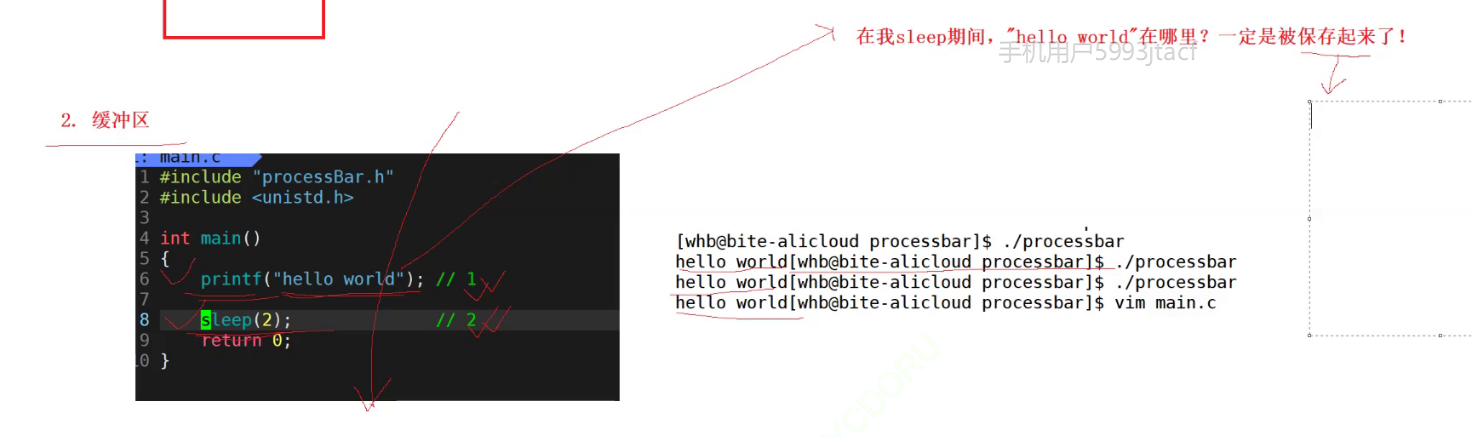 在我sleep期间，"hello world"在哪里？一定是被保存起来了！
手机用户5993jtacf
2. 缓冲区
main.c
1 #include "processBar.h"
2 #include <unistd.h>
3
4 int main()
5 {
6 printf("hello world"); // 1
7
8 sleep(2); // 2
9 return 0;
10 }
[whb@bite-alicloud processbar]$ ./processbar
hello world[whb@bite-alicloud processbar]$ ./processbar
hello world[whb@bite-alicloud processbar]$ ./processbar
hello world[whb@bite-alicloud processbar]$ vim main.c